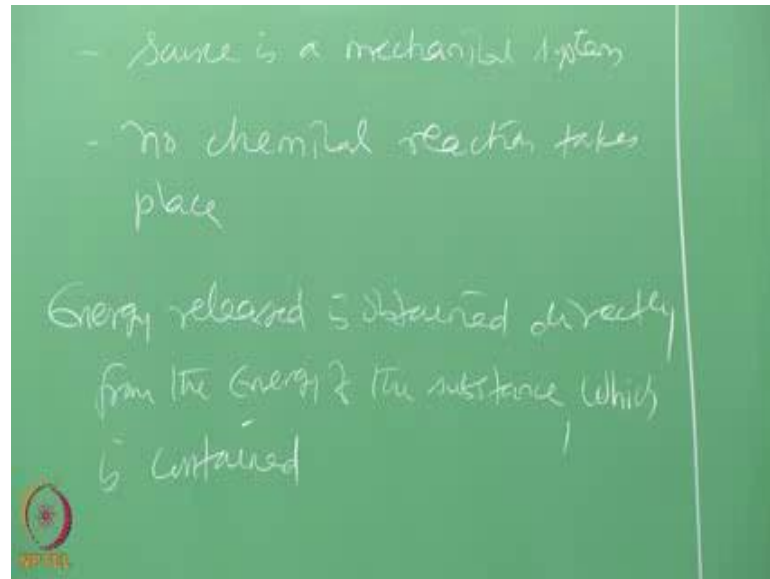 - Source is a mechanical system
- no chemical reaction takes
place
Energy released is obtained directly
from the Energy of the substance which
is contained
NPTEL